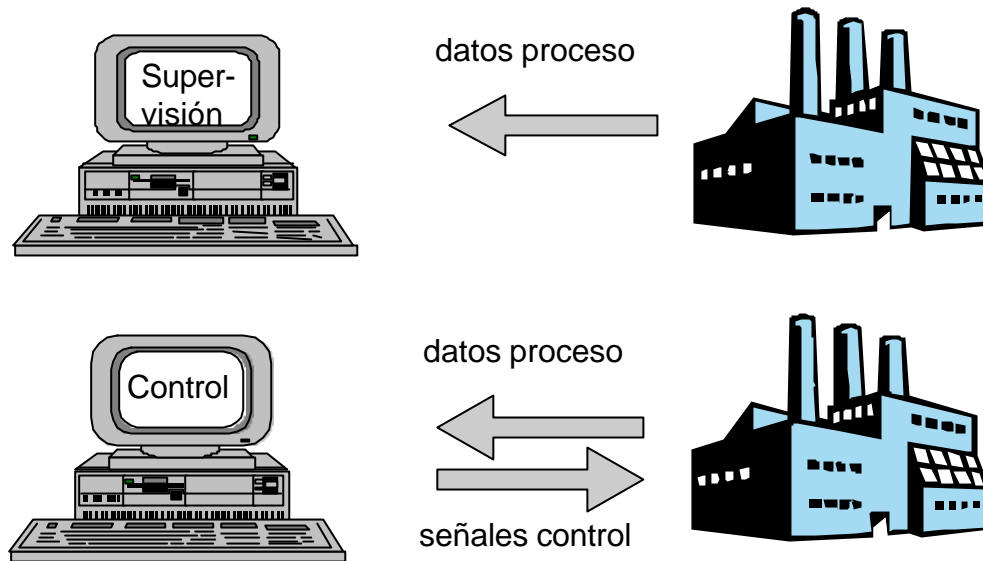 datos proceso
Super-
visión
datos proceso
Control
señales control